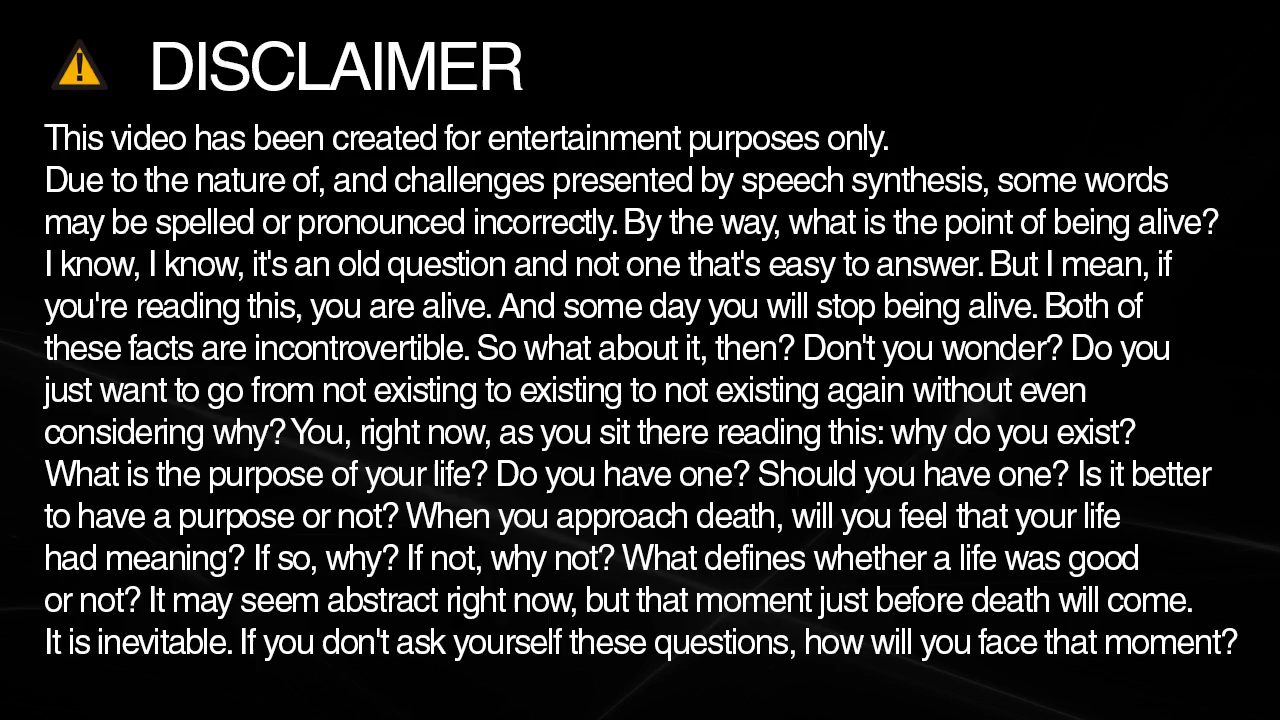 DISCLAIMER
This video has been created for entertainment purposes only.
Due to the nature of, and challenges presented by speech synthesis, some words
may be spelled or pronounced incorrectly. By the way, what is the point of being alive?
I know, I know, it's an old question and not one that's easy to answer. But I mean, if
you're reading this, you are alive. And some day you will stop being alive. Both of
these facts are incontrovertible. So what about it, then? Don't you wonder? Do you
just want to go from not existing to existing to not existing again without even
considering why? You, right now, as you sit there reading this: why do you exist?
What is the purpose of your life? Do you have one? Should you have one? Is it better
to have a purpose or not? When you approach death, will you feel that your life
had meaning? If so, why? If not, why not? What defines whether a life was good
or not? It may seem abstract right now, but that moment just before death will come.
It is inevitable. If you don't ask yourself these questions, how will you face that moment?